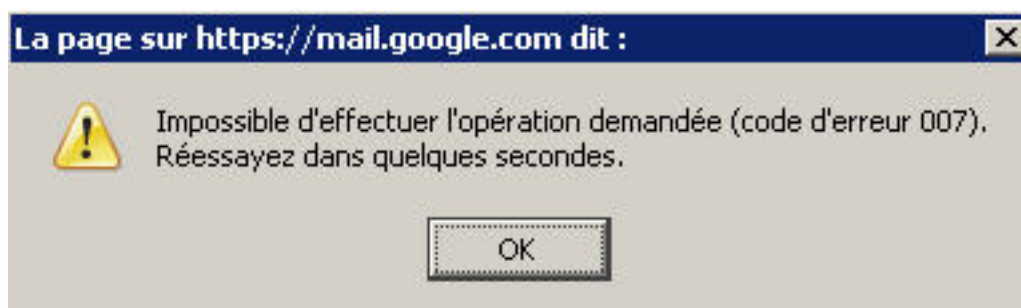 La page sur https://mail.google.com dit :
Impossible d'effectuer l'opération demandée (code d'erreur 007).
Réessayez dans quelques secondes.
OK